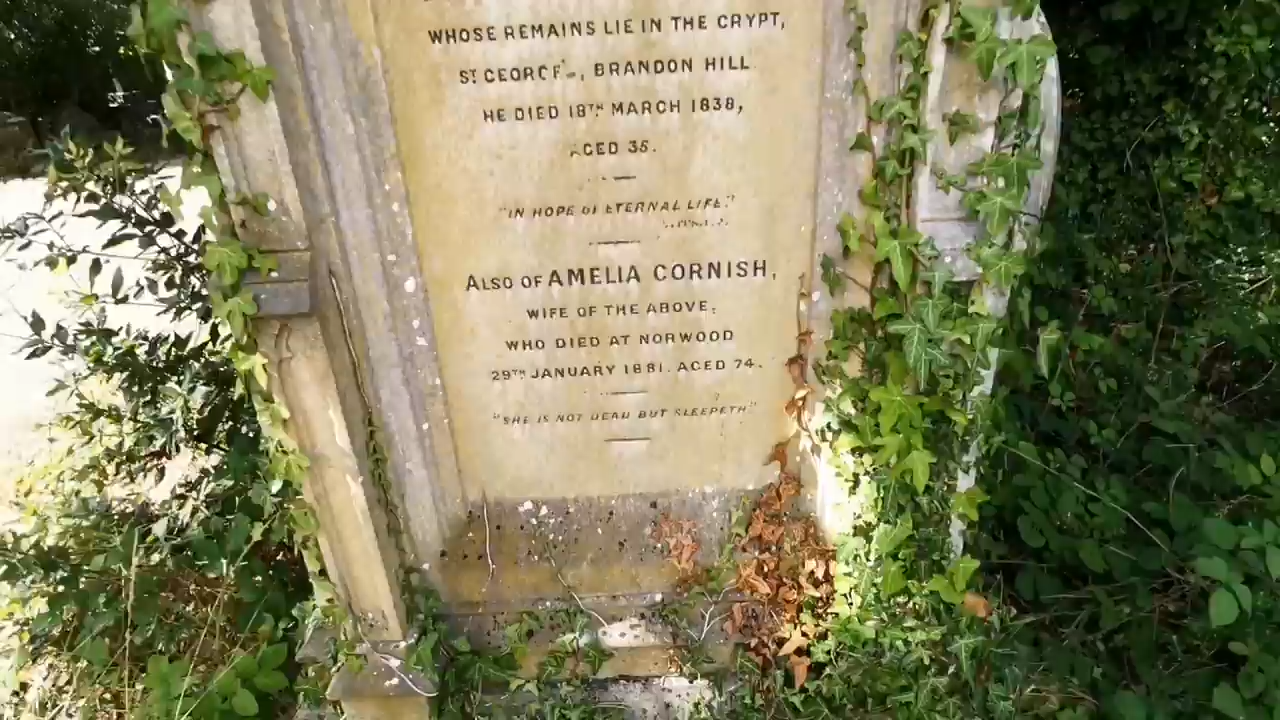 WHOSE REMAINS LIE IN THE CRYPT,
ST GEORGE , BRANDON HILL
HE DIED 18TH MARCH 1838,
AGED 35.
"IN HOPE OF ETERNAL LIFE."
ALSO OF AMELIA CORNISH,
WIFE OF THE ABOVE,
WHO DIED AT NORWOOD
29TH JANUARY 1881. AGED 74.
"SHE IS NOT DEAD BUT SLEEPETH"